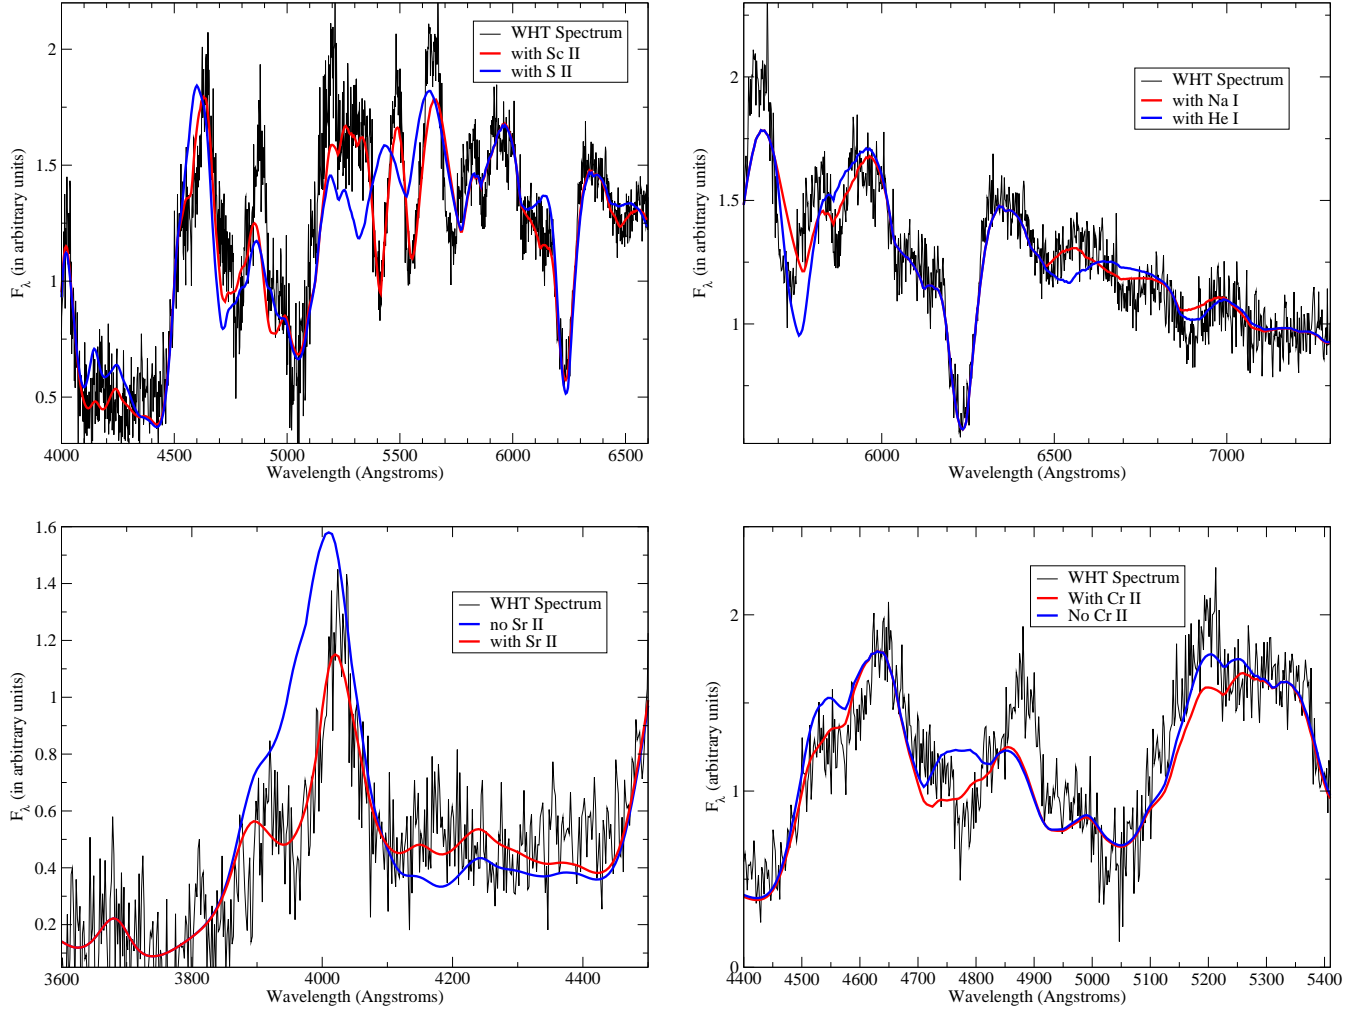 WHT Spectrum
with Sc II
with S II
2
1.5
1
0.5
F_λ (in arbitrary units)
4000 4500 5000 5500 6000 6500
Wavelength (Angstroms)
WHT Spectrum
with Na I
with He I
2
1.5
1
F_λ (in arbitrary units)
6000 6500 7000
Wavelength (Angstroms)
WHT Spectrum
no Sr II
with Sr II
1.6
1.4
1.2
1
0.8
0.6
0.4
0.2
F_λ (in arbitrary units)
3600 3800 4000 4200 4400
Wavelength (Angstroms)
WHT Spectrum
With Cr II
No Cr II
2
1
0
F_λ (arbitrary units)
4400 4500 4600 4700 4800 4900 5000 5100 5200 5300 5400
Wavelength (Angstroms)